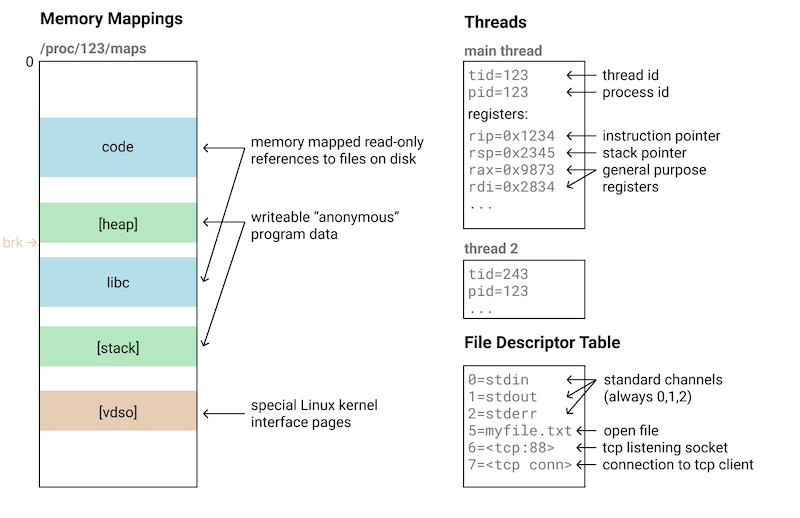 Memory Mappings
/proc/123/maps
0
code
memory mapped read-only
references to files on disk
[heap]
writeable “anonymous”
program data
brk →
libc
[stack]
[vdso]
special Linux kernel
interface pages
Threads
main thread
tid=123
thread id
pid=123
process id
registers:
rip=0x1234
instruction pointer
rsp=0x2345
stack pointer
rax=0x9873
general purpose
rdi=0x2834
registers
...
thread 2
tid=243
pid=123
...
File Descriptor Table
0=stdin
standard channels
1=stdout
(always 0,1,2)
2=stderr
5=myfile.txt
open file
6=<tcp:88>
tcp listening socket
7=<tcp conn>
connection to tcp client